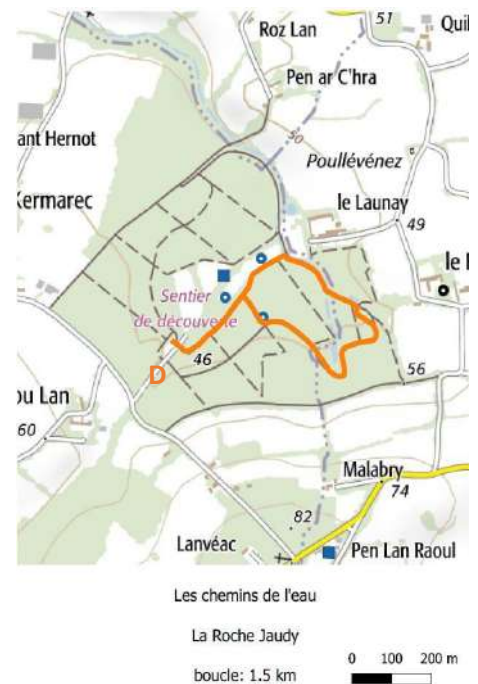 51
Roz Lan
Quil
Pen ar C'hra
50
ant Hernot
Poullévénez
Kermarec
le Launay
49
le
Sentier
de découverte
46
D
56
ou Lan
60
Malabry
74
82
Lanvéac
Pen Lan Raoul
Les chemins de l'eau
La Roche Jaudy
boucle: 1.5 km
0 100 200 m